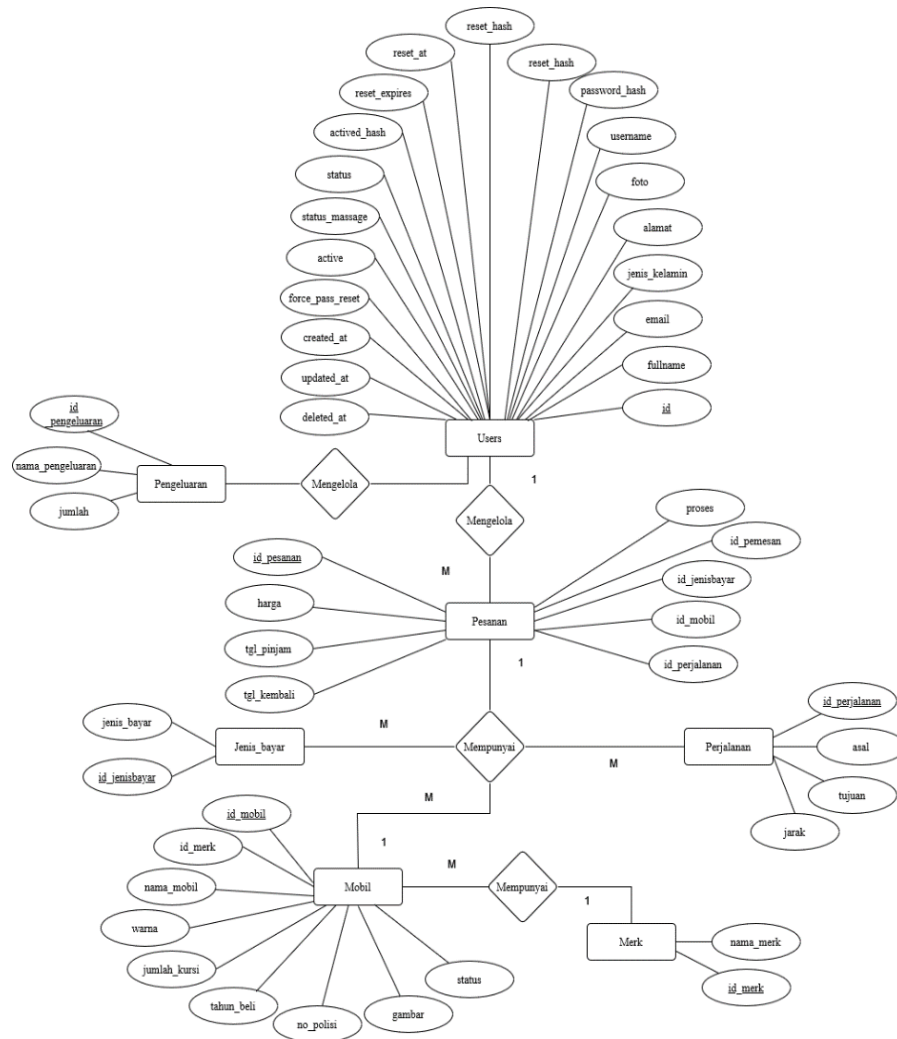 reset_hash
reset_at
reset_hash
reset_expires
password_hash
actived_hash
username
status
foto
status_massage
alamat
active
jenis_kelamin
force_pass_reset
email
created_at
fullname
updated_at
id
deleted_at
id
_pengeluaran
Users
nama_pengeluaran
Pengeluaran
Mengelola
1
jumlah
Mengelola
proses
id_pesanan
M
id_pemesan
harga
id_jenisbayar
Pesanan
id_mobil
tgl_pinjam
1
id_perjalanan
tgl_kembali
id_perjalanan
jenis_bayar
M
Jenis_bayar
Mempunyai
Perjalanan
asal
id_jenisbayar
M
tujuan
M
id_mobil
jarak
id_merk
1
M
nama_mobil
Mobil
Mempunyai
1
warna
Merk
nama_merk
jumlah_kursi
status
id_merk
tahun_beli
gambar
no_polisi